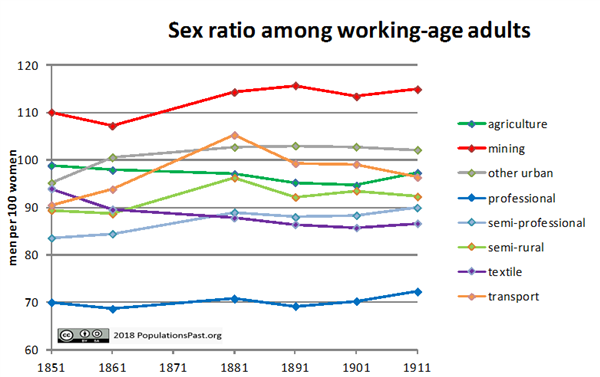 Sex ratio among working-age adults
men per 100 women
120
110
100
90
80
70
60
1851
1861
1871
1881
1891
1901
1911
agriculture
mining
other urban
professional
semi-professional
semi-rural
textile
transport
cc
2018 PopulationsPast.org